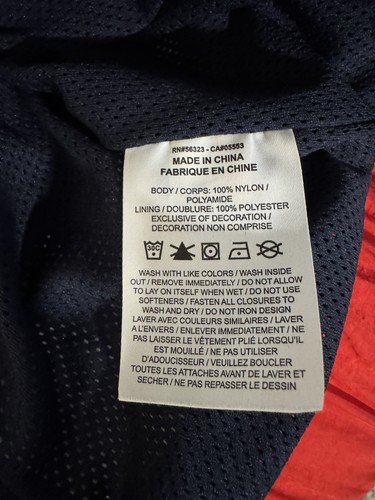 RN#56323 - CA#05553
MADE IN CHINA
FABRIQUE EN CHINE
BODY / CORPS: 100% NYLON /
POLYAMIDE
LINING / DOUBLURE: 100% POLYESTER
EXCLUSIVE OF DECORATION /
DECORATION NON COMPRISE
30C
WASH WITH LIKE COLORS / WASH INSIDE
OUT / REMOVE IMMEDIATELY / DO NOT ALLOW
TO LAY ON ITSELF WHEN WET / DO NOT USE
SOFTENERS / FASTEN ALL CLOSURES TO
WASH AND DRY / DO NOT IRON DESIGN
LAVER AVEC COULEURS SIMILAIRES / LAVER
A L'ENVERS / ENLEVER IMMEDIATEMENT / NE
PAS LAISSER LE VÊTEMENT PLIÉ LORSQU'IL
EST MOUILLÉ / NE PAS UTILISER
D'ADOUCISSEUR / VEUILLEZ BOUCLER
TOUTES LES ATTACHES AVANT DE LAVER ET
SECHER / NE PAS REPASSER LE DESSIN